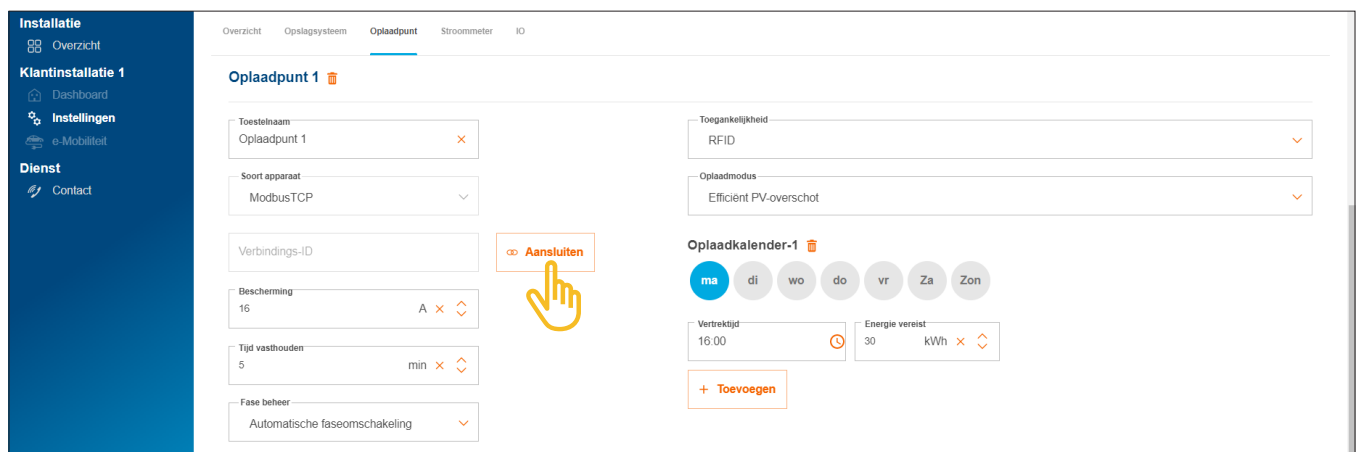 Installatie
Overzicht
Klantinstallatie 1
Dashboard
Instellingen
e-Mobiliteit
Dienst
Contact
Overzicht Opslagsysteem Oplaadpunt Stroommeter IO
Oplaadpunt 1
Toestelnaam
Oplaadpunt 1
Soort apparaat
ModbusTCP
Verbindings-ID
Aansluiten
Bescherming
16 A
Tijd vasthouden
5 min
Fase beheer
Automatische faseomschakeling
Toegankelijkheid
RFID
Oplaadmodus
Efficiënt PV-overschot
Oplaadkalender-1
ma di wo do vr Za Zon
Vertrektijd
16:00
Energie vereist
30 kWh
+ Toevoegen